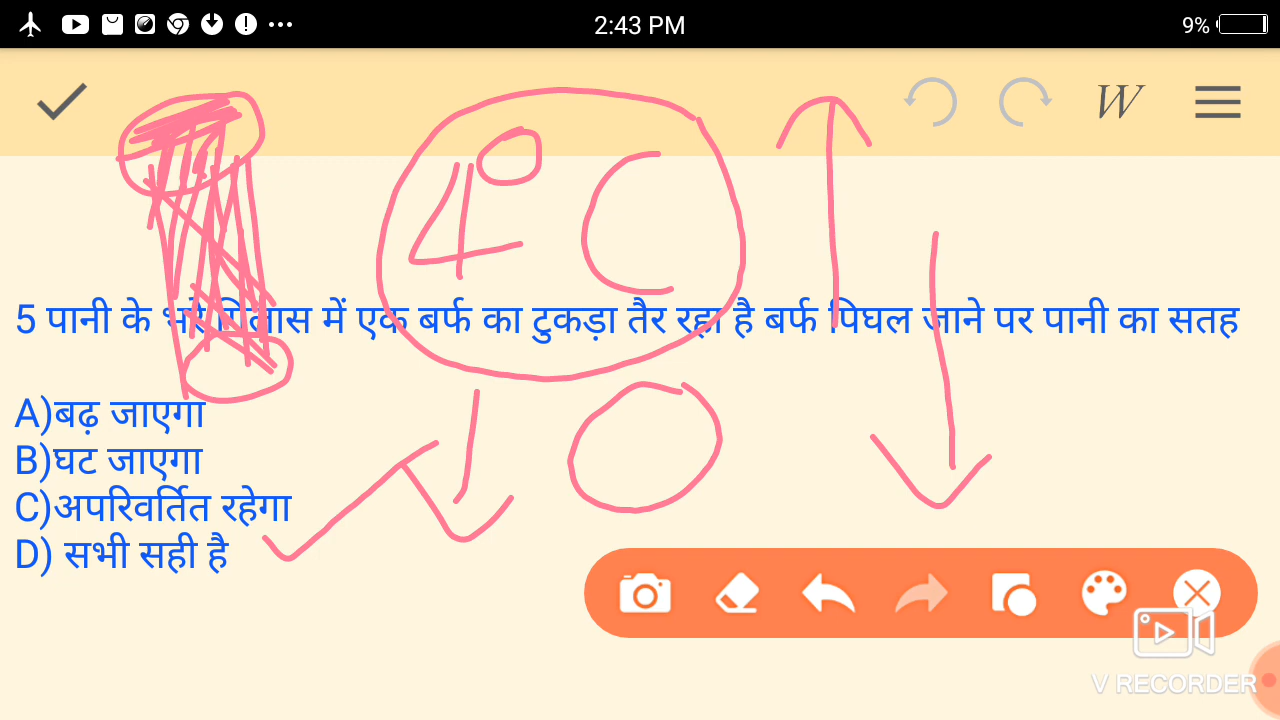 2:43 PM
9%
W
4° C
5 पानी के भरे गिलास में एक बर्फ का टुकड़ा तैर रहा है बर्फ पिघल जाने पर पानी का सतह
A)बढ़ जाएगा
B)घट जाएगा
C)अपरिवर्तित रहेगा
D) सभी सही है
V RECORDER